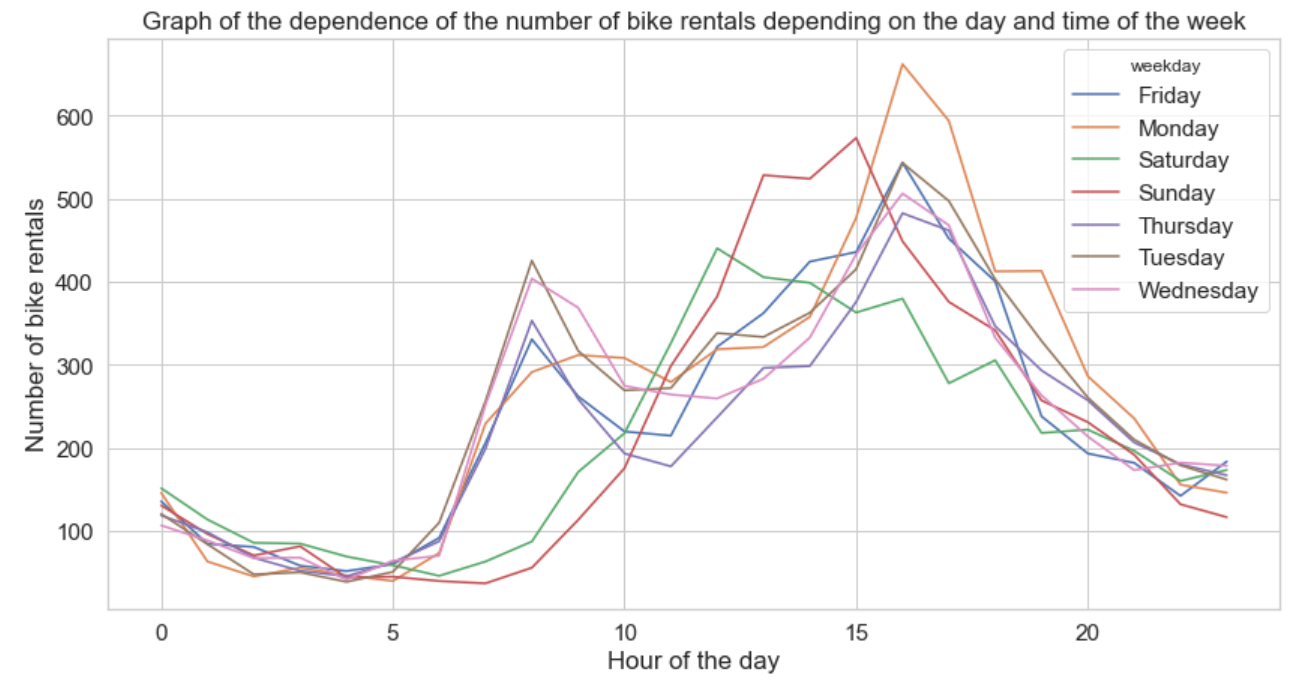 Graph of the dependence of the number of bike rentals depending on the day and time of the week
weekday
Friday
Monday
Saturday
Sunday
Thursday
Tuesday
Wednesday
Number of bike rentals
600
500
400
300
200
100
0 5 10 15 20
Hour of the day